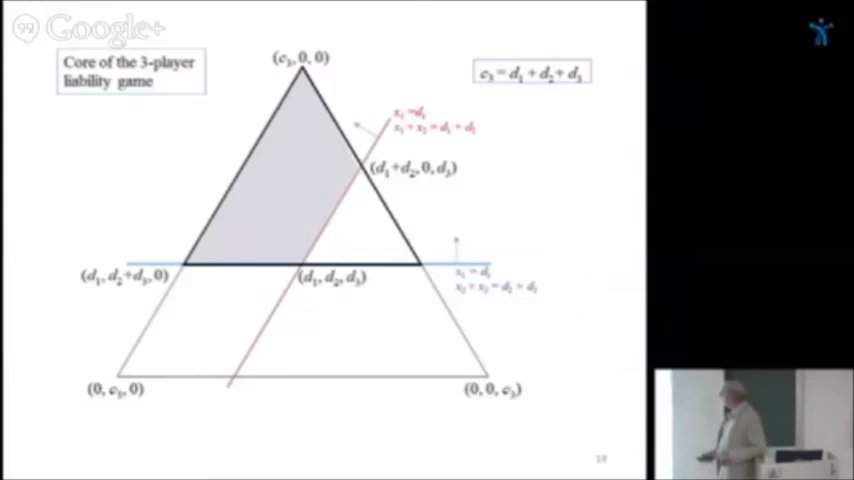 Google+
Core of the 3-player
liability game
(c₃, 0, 0)
c₃ = d₁ + d₂ + d₃
x₃ = d₃
x₁ + x₂ = d₁ + d₂
(d₁+d₂, 0, d₃)
(d₁, d₂+d₃, 0)
(d₁, d₂, d₃)
x₁ = d₁
x₂ + x₃ = d₂ + d₃
(0, c₃, 0)
(0, 0, c₃)